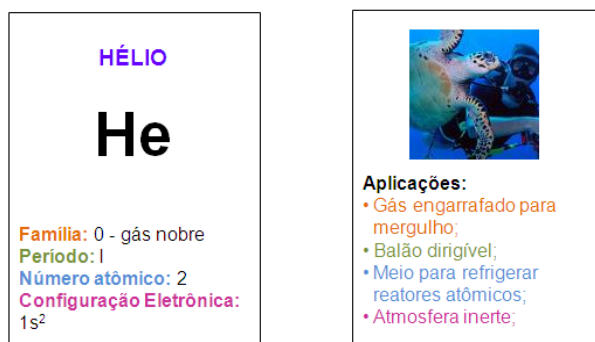 HÉLIO
He
Família: 0 - gás nobre
Período: I
Número atômico: 2
Configuração Eletrônica:
1s²
Aplicações:
• Gás engarrafado para
mergulho;
• Balão dirigível;
• Meio para refrigerar
reatores atômicos;
• Atmosfera inerte;